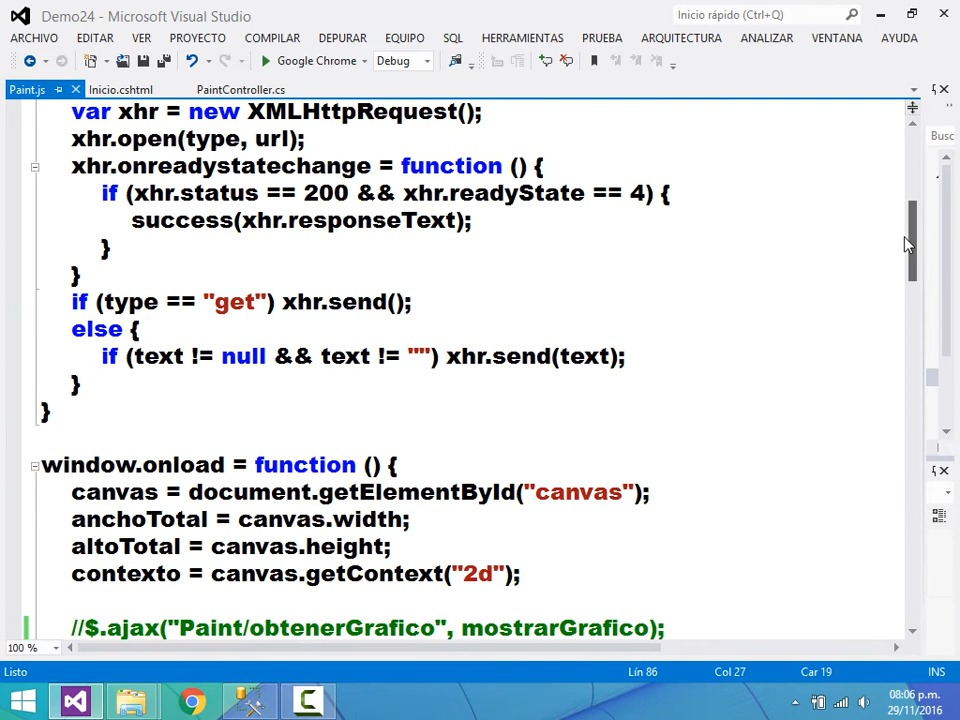 Demo24 - Microsoft Visual Studio
Inicio rápido (Ctrl+Q)
ARCHIVO EDITAR VER PROYECTO COMPILAR DEPURAR EQUIPO SQL HERRAMIENTAS PRUEBA ARQUITECTURA ANALIZAR VENTANA AYUDA
Google Chrome Debug
Paint.js Inicio.cshtml PaintController.cs
var xhr = new XMLHttpRequest();
xhr.open(type, url);
xhr.onreadystatechange = function () {
if (xhr.status == 200 && xhr.readyState == 4) {
success(xhr.responseText);
}
}
if (type == "get") xhr.send();
else {
if (text != null && text != "") xhr.send(text);
}
}
window.onload = function () {
canvas = document.getElementById("canvas");
anchoTotal = canvas.width;
altoTotal = canvas.height;
contexto = canvas.getContext("2d");
//$.ajax("Paint/obtenerGrafico", mostrarGrafico);
Busc
100 %
Listo Lín 86 Col 27 Car 19 INS
08:06 p.m.
29/11/2016